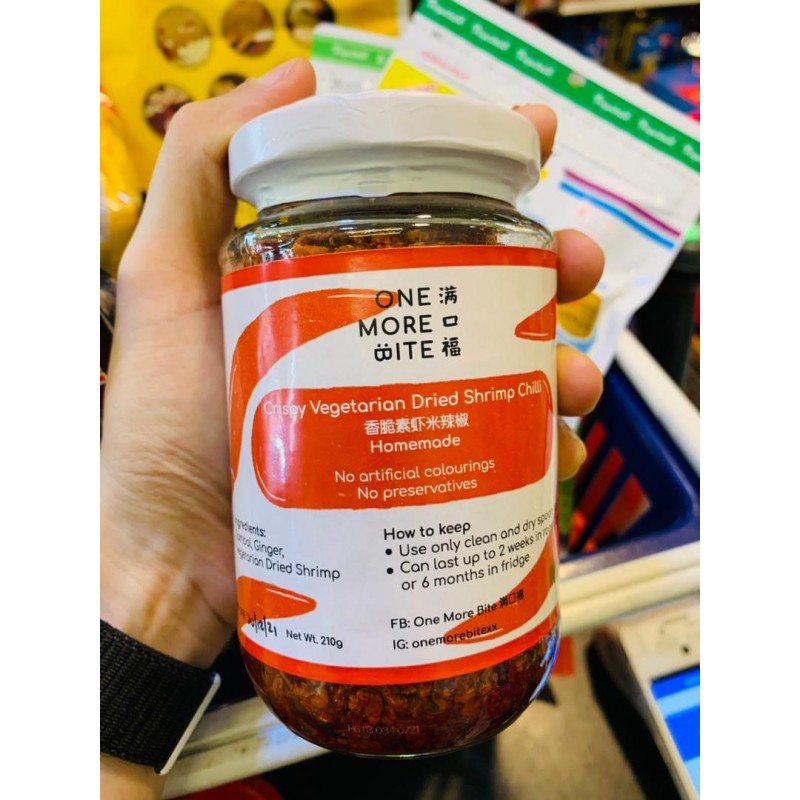 ONE 满
MORE 口
BITE 福
Crispy Vegetarian Dried Shrimp Chilli
香脆素虾米辣椒
Homemade
No artificial colourings
No preservatives
Ginger,
Dried Shrimp
Net Wt. 210g
How to keep
• Use only clean and dry
• Can last up to 2 weeks in
or 6 months in fridge
FB: One More Bite 满口福
IG: onemorebitexx